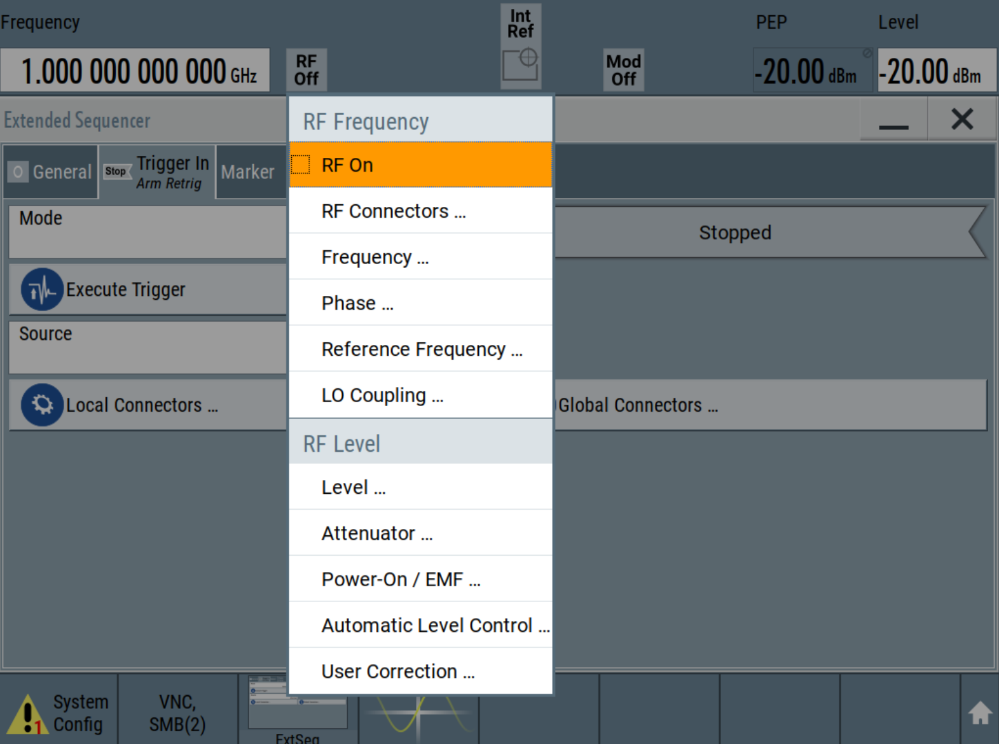 Frequency
Int
Ref
PEP
Level
1.000 000 000 000 GHz
RF
Off
Mod
Off
-20.00 dBm
-20.00 dBm
Extended Sequencer
RF Frequency
General
Stop
Trigger In
Arm Retrig
Marker
RF On
Mode
RF Connectors ...
Stopped
Frequency ...
Execute Trigger
Phase ...
Source
Reference Frequency ...
Local Connectors ...
LO Coupling ...
Global Connectors ...
RF Level
Level ...
Attenuator ...
Power-On / EMF ...
Automatic Level Control ...
User Correction ...
System
Config
1
VNC,
SMB(2)
ExtSeq